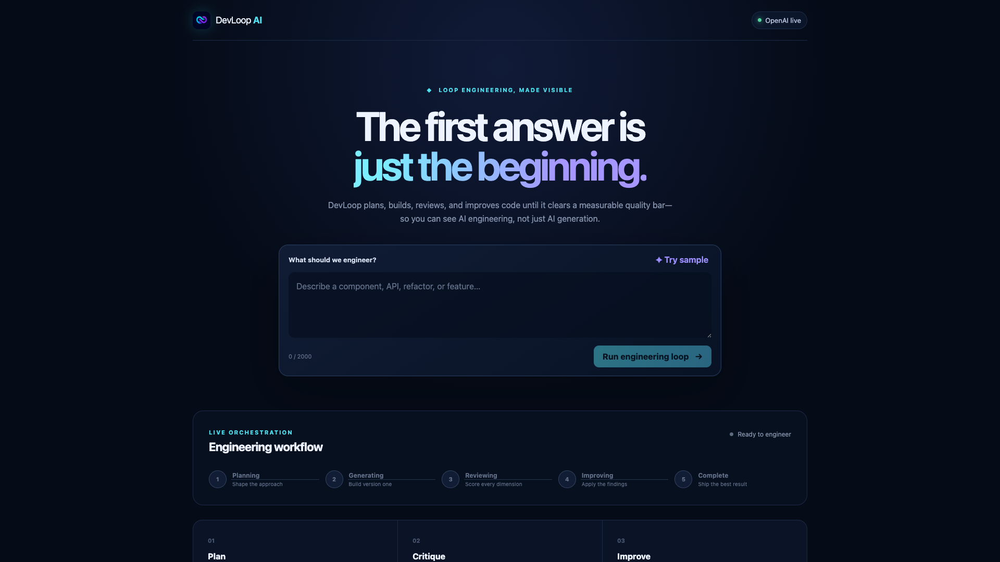 DevLoop AI
OpenAI live
LOOP ENGINEERING, MADE VISIBLE
The first answer is
just the beginning.
DevLoop plans, builds, reviews, and improves code until it clears a measurable quality bar—
so you can see AI engineering, not just AI generation.
What should we engineer?
Try sample
Describe a component, API, refactor, or feature...
0 / 2000
Run engineering loop →
LIVE ORCHESTRATION
Engineering workflow
Ready to engineer
1
Planning
Shape the approach
2
Generating
Build version one
3
Reviewing
Score every dimension
4
Improving
Apply the findings
5
Complete
Ship the best result
01
Plan
02
Critique
03
Improve